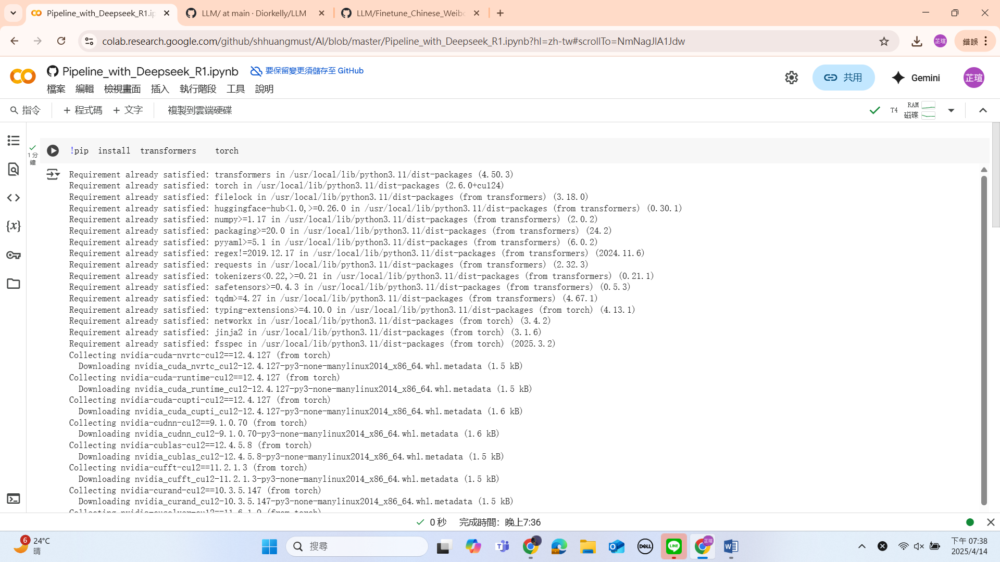 Pipeline_with_Deepseek_R1.ip
LLM/ at main · Diorkelly/LLM
LLM/Finetune_Chinese_Weib
colab.research.google.com/github/shhuangmust/AI/blob/master/Pipeline_with_Deepseek_R1.ipynb?hl=zh-tw#scrollTo=NmNagJlA1Jdw
芷瑄
錯誤
Pipeline_with_Deepseek_R1.ipynb
要保留變更須儲存至 GitHub
檔案 編輯 檢視畫面 插入 執行階段 工具 說明
共用
Gemini
芷瑄
指令
+ 程式碼 + 文字
複製到雲端硬碟
T4
RAM
磁碟
1 分
鐘
!pip install transformers torch
Requirement already satisfied: transformers in /usr/local/lib/python3.11/dist-packages (4.50.3)
Requirement already satisfied: torch in /usr/local/lib/python3.11/dist-packages (2.6.0+cu124)
Requirement already satisfied: filelock in /usr/local/lib/python3.11/dist-packages (from transformers) (3.18.0)
Requirement already satisfied: huggingface-hub<1.0,>=0.26.0 in /usr/local/lib/python3.11/dist-packages (from transformers) (0.30.1)
Requirement already satisfied: numpy>=1.17 in /usr/local/lib/python3.11/dist-packages (from transformers) (2.0.2)
Requirement already satisfied: packaging>=20.0 in /usr/local/lib/python3.11/dist-packages (from transformers) (24.2)
Requirement already satisfied: pyyaml>=5.1 in /usr/local/lib/python3.11/dist-packages (from transformers) (6.0.2)
Requirement already satisfied: regex!=2019.12.17 in /usr/local/lib/python3.11/dist-packages (from transformers) (2024.11.6)
Requirement already satisfied: requests in /usr/local/lib/python3.11/dist-packages (from transformers) (2.32.3)
Requirement already satisfied: tokenizers<0.22,>=0.21 in /usr/local/lib/python3.11/dist-packages (from transformers) (0.21.1)
Requirement already satisfied: safetensors>=0.4.3 in /usr/local/lib/python3.11/dist-packages (from transformers) (0.5.3)
Requirement already satisfied: tqdm>=4.27 in /usr/local/lib/python3.11/dist-packages (from transformers) (4.67.1)
Requirement already satisfied: typing-extensions>=4.10.0 in /usr/local/lib/python3.11/dist-packages (from torch) (4.13.1)
Requirement already satisfied: networkx in /usr/local/lib/python3.11/dist-packages (from torch) (3.4.2)
Requirement already satisfied: jinja2 in /usr/local/lib/python3.11/dist-packages (from torch) (3.1.6)
Requirement already satisfied: fsspec in /usr/local/lib/python3.11/dist-packages (from torch) (2025.3.2)
Collecting nvidia-cuda-nvrtc-cu12==12.4.127 (from torch)
Downloading nvidia_cuda_nvrtc_cu12-12.4.127-py3-none-manylinux2014_x86_64.whl.metadata (1.5 kB)
Collecting nvidia-cuda-runtime-cu12==12.4.127 (from torch)
Downloading nvidia_cuda_runtime_cu12-12.4.127-py3-none-manylinux2014_x86_64.whl.metadata (1.5 kB)
Collecting nvidia-cuda-cupti-cu12==12.4.127 (from torch)
Downloading nvidia_cuda_cupti_cu12-12.4.127-py3-none-manylinux2014_x86_64.whl.metadata (1.6 kB)
Collecting nvidia-cudnn-cu12==9.1.0.70 (from torch)
Downloading nvidia_cudnn_cu12-9.1.0.70-py3-none-manylinux2014_x86_64.whl.metadata (1.6 kB)
Collecting nvidia-cublas-cu12==12.4.5.8 (from torch)
Downloading nvidia_cublas_cu12-12.4.5.8-py3-none-manylinux2014_x86_64.whl.metadata (1.5 kB)
Collecting nvidia-cufft-cu12==11.2.1.3 (from torch)
Downloading nvidia_cufft_cu12-11.2.1.3-py3-none-manylinux2014_x86_64.whl.metadata (1.5 kB)
Collecting nvidia-curand-cu12==10.3.5.147 (from torch)
Downloading nvidia_curand_cu12-10.3.5.147-py3-none-manylinux2014_x86_64.whl.metadata (1.5 kB)
Collecting nvidia-cusolver-cu12==11.6.1.9 (from torch)
0 秒 完成時間: 晚上7:36
6
24°C
晴
搜尋
DELL
LINE
芷瑄
下午 07:38
2025/4/14